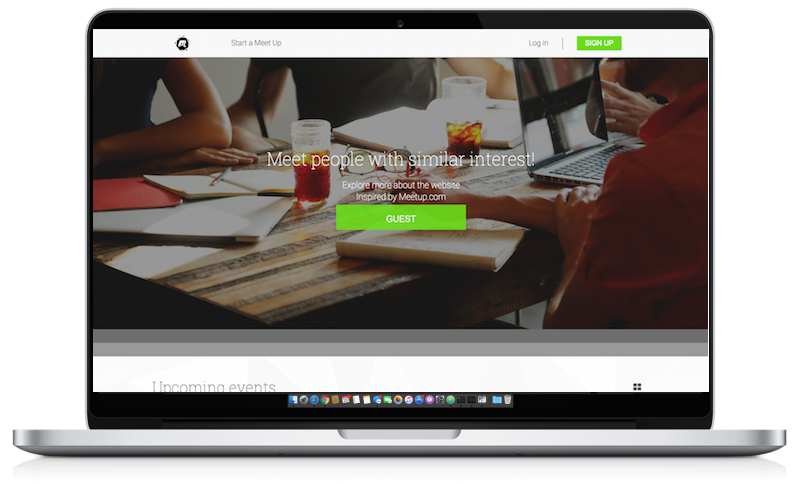 Start a Meet Up
Log in
SIGN UP
Meet people with similar interest!
Explore more about the website
Inspired by Meetup.com
GUEST
Upcoming events